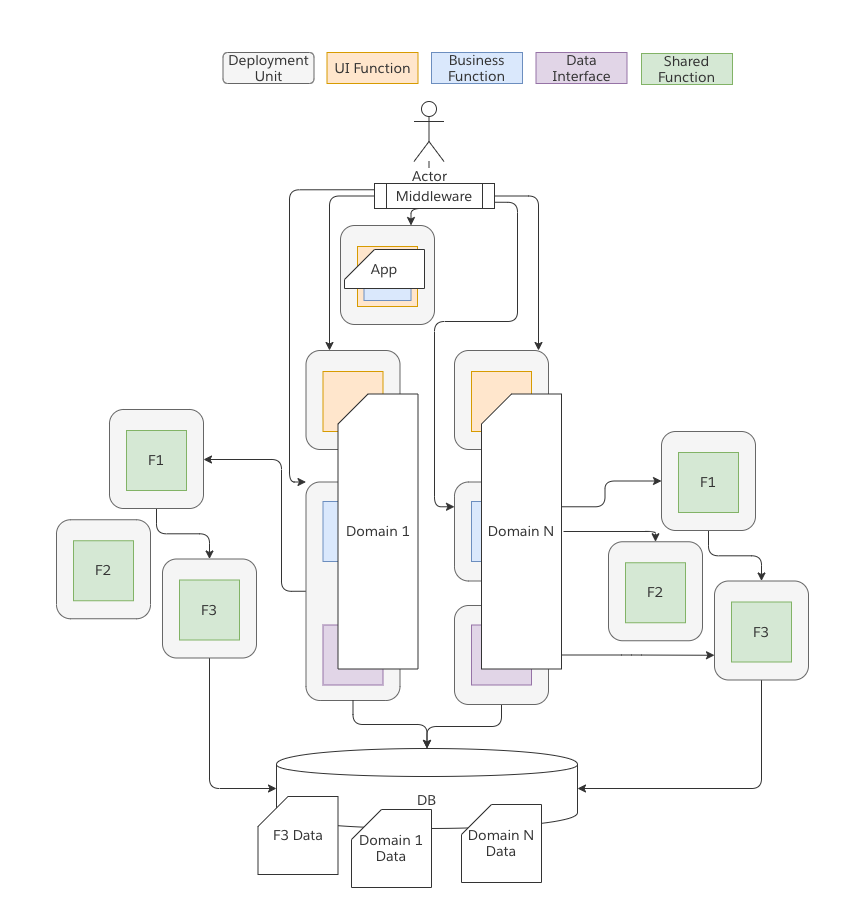 Deployment
Unit
UI Function
Business
Function
Data
Interface
Shared
Function
Actor
Middleware
App
Domain 1
Domain N
F1
F2
F3
F1
F2
F3
DB
F3 Data
Domain 1
Data
Domain N
Data